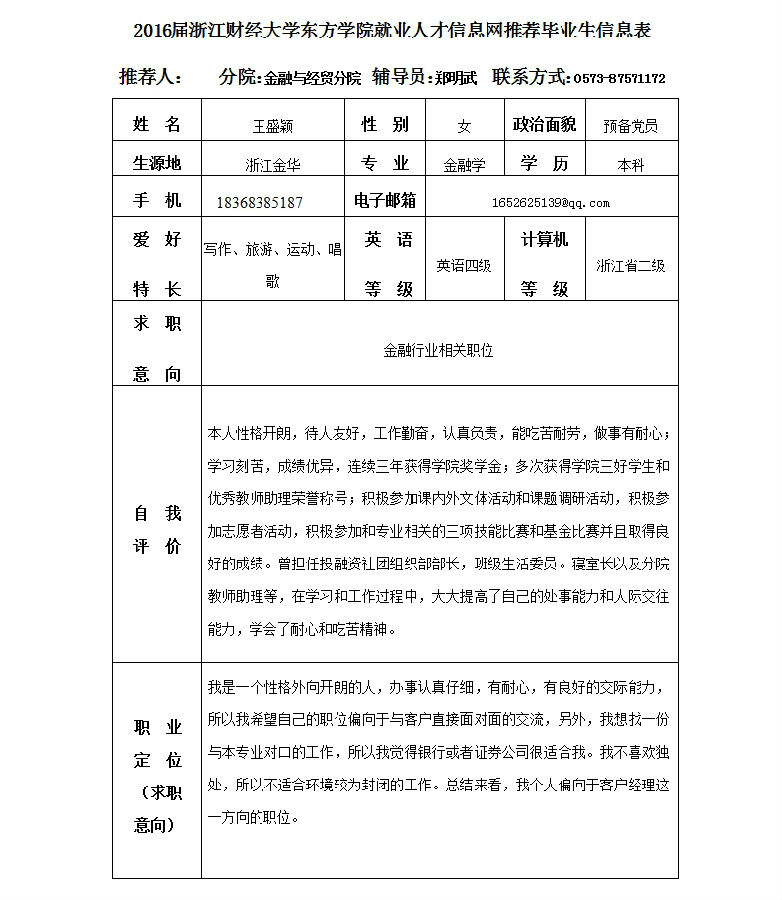 2016届浙江财经大学东方学院就业人才信息网推荐毕业生信息表
推荐人： 分院：金融与经贸分院 辅导员：郑明武 联系方式：0573-87571172
姓 名 王盛颖 性 别 女 政治面貌 预备党员
生源地 浙江金华 专 业 金融学 学 历 本科
手 机 18368385187 电子邮箱 1652625139@qq.com
爱 好
特 长
写作、旅游、运动、唱
歌
英 语
等 级
英语四级
计算机
等 级
浙江省二级
求 职
意 向
金融行业相关职位
自 我
评 价
本人性格开朗，待人友好，工作勤奋，认真负责，能吃苦耐劳，做事有耐心；
学习刻苦，成绩优异，连续三年获得学院奖学金；多次获得学院三好学生和
优秀教师助理荣誉称号；积极参加课内外文体活动和课题调研活动，积极参
加志愿者活动，积极参加和专业相关的三项技能比赛和基金比赛并且取得良
好的成绩。曾担任投融资社团组织部部长，班级生活委员。寝室长以及分院
教师助理等，在学习和工作过程中，大大提高了自己的处事能力和人际交往
能力，学会了耐心和吃苦精神。
职 业
定 位
（求职
意向）
我是一个性格外向开朗的人，办事认真仔细，有耐心，有良好的交际能力，
所以我希望自己的职位偏向于与客户直接面对面的交流，另外，我想找一份
与本专业对口的工作，所以我觉得银行或者证券公司很适合我。我不喜欢独
处，所以不适合环境较为封闭的工作。总结来看，我个人偏向于客户经理这
一方向的职位。